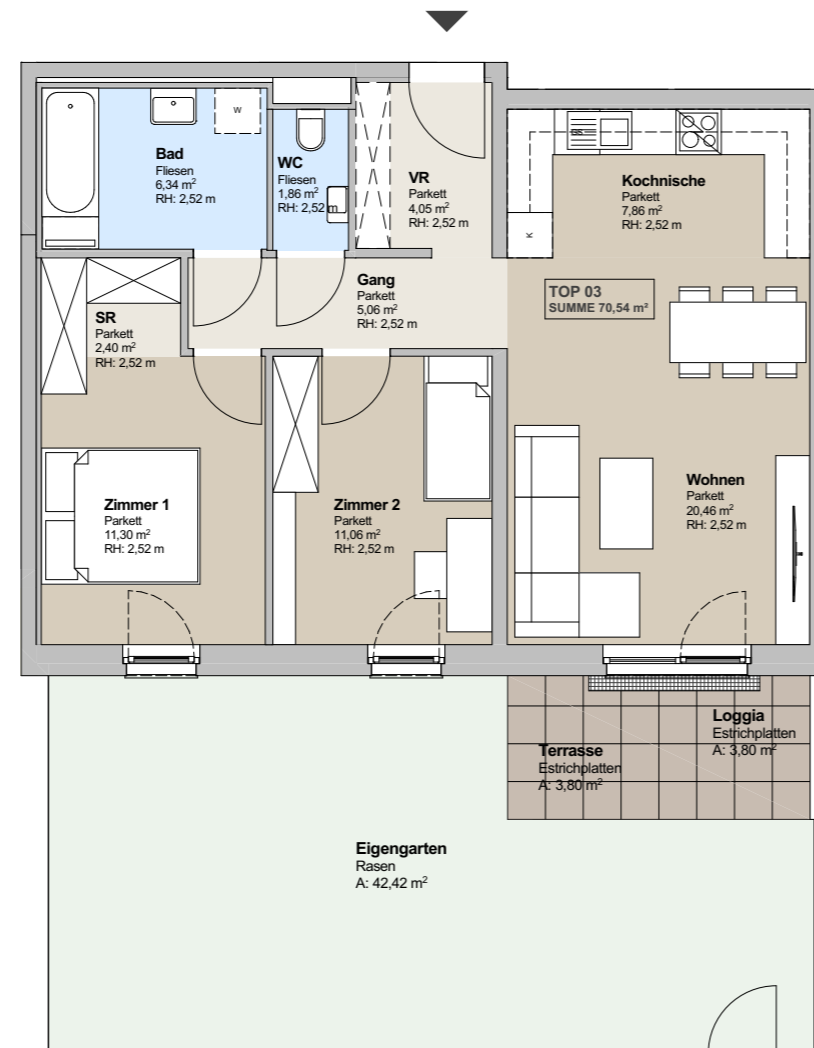 W
Bad
Fliesen
6,34 m²
RH: 2,52 m
WC
Fliesen
1,86 m²
RH: 2,52 m
VR
Parkett
4,05 m²
RH: 2,52 m
GS
K
Kochnische
Parkett
7,86 m²
RH: 2,52 m
Gang
Parkett
5,06 m²
RH: 2,52 m
TOP 03
SUMME 70,54 m²
SR
Parkett
2,40 m²
RH: 2,52 m
Zimmer 1
Parkett
11,30 m²
RH: 2,52 m
Zimmer 2
Parkett
11,06 m²
RH: 2,52 m
Wohnen
Parkett
20,46 m²
RH: 2,52 m
Loggia
Estrichplatten
A: 3,80 m²
Terrasse
Estrichplatten
A: 3,80 m²
Eigengarten
Rasen
A: 42,42 m²